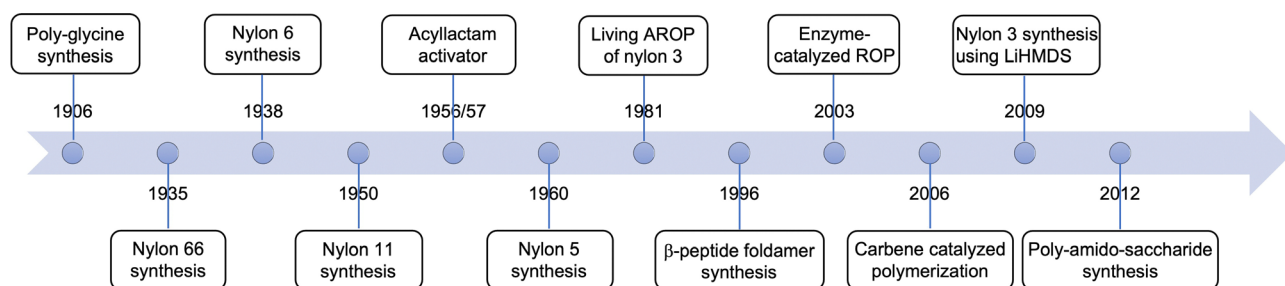 Poly-glycine
synthesis
Nylon 6
synthesis
Acyllactam
activator
Living AROP
of nylon 3
Enzyme-
catalyzed ROP
Nylon 3 synthesis
using LiHMDS
1906
1938
1956/57
1981
2003
2009
1935
1950
1960
1996
2006
2012
Nylon 66
synthesis
Nylon 11
synthesis
Nylon 5
synthesis
β-peptide foldamer
synthesis
Carbene catalyzed
polymerization
Poly-amido-saccharide
synthesis